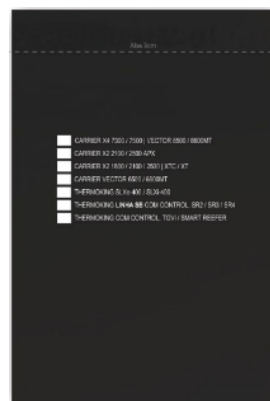 CARRIER X4 7300 / 7500 | VECTOR 8500 / 8600MT
CARRIER X2 2100 / 2500 APX
CARRIER X2 1800 / 2100 | 2500 | XTC / XT
CARRIER VECTOR 6500 / 6600MT
THERMOKING SLXe 400 / SLXi 400
THERMOKING LINHA SB COM CONTROL. SR2 / SR3 / SR4
THERMOKING COM CONTROL. TCVI / SMART REEFER